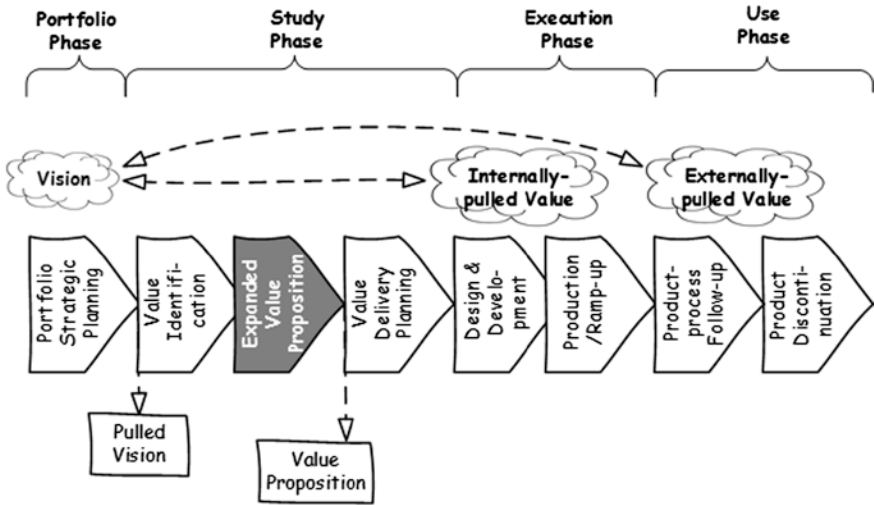 Portfolio
Phase
Study
Phase
Execution
Phase
Use
Phase
Vision
Internally-
pulled Value
Externally-
pulled Value
Portfolio
Strategic
Planning
Value
Identifi-
cation
Expanded
Value
Proposition
Value
Delivery
Planning
Design &
Develo-
pment
Production
/Ramp-up
Product-
process
Follow-up
Product
Disconti-
nuation
Pulled
Vision
Value
Proposition